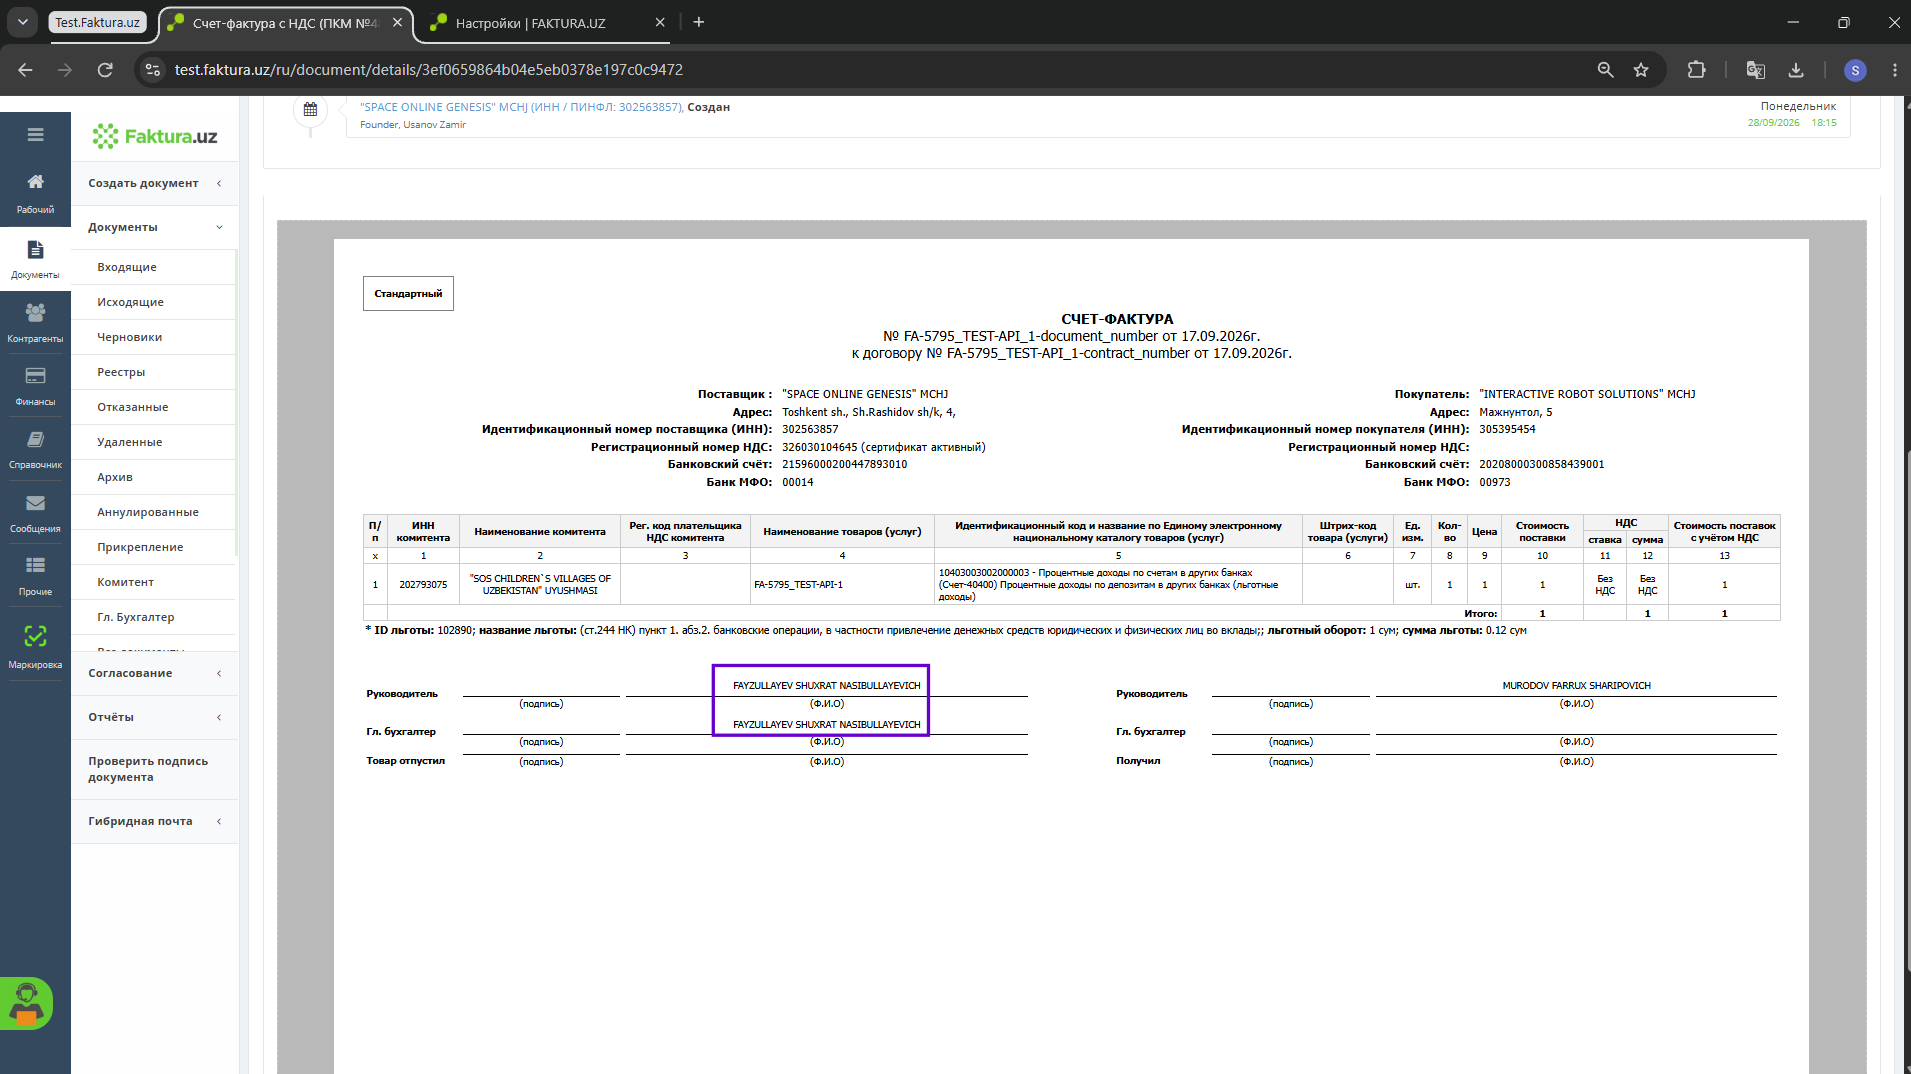 Test.Faktura.uz
Счет-фактура с НДС (ПКМ №4
Настройки | FAKTURA.UZ
test.faktura.uz/ru/document/details/3ef0659864b04e5eb0378e197c0c9472
S
"SPACE ONLINE GENESIS" MCHJ (ИНН / ПИНФЛ: 302563857), Создан
Founder, Usanov Zamir
Понедельник
28/09/2026 18:15
Faktura.uz
Рабочий
Документы
Контрагенты
Финансы
Справочник
Сообщения
Прочие
Маркировка
Создать документ
Документы
Входящие
Исходящие
Черновики
Реестры
Отказанные
Удаленные
Архив
Аннулированные
Прикрепление
Комитент
Гл. Бухгалтер
Согласование
Отчёты
Проверить подпись
документа
Гибридная почта
Стандартный
СЧЕТ-ФАКТУРА
№ FA-5795_TEST-API_1-document_number от 17.09.2026г.
к договору № FA-5795_TEST-API_1-contract_number от 17.09.2026г.
Поставщик : "SPACE ONLINE GENESIS" MCHJ
Адрес: Toshkent sh., Sh.Rashidov sh/k, 4,
Идентификационный номер поставщика (ИНН): 302563857
Регистрационный номер НДС: 326030104645 (сертификат активный)
Банковский счёт: 21596000200447893010
Банк МФО: 00014
Покупатель: "INTERACTIVE ROBOT SOLUTIONS" MCHJ
Адрес: Мажнунтол, 5
Идентификационный номер покупателя (ИНН): 305395454
Регистрационный номер НДС:
Банковский счёт: 20208000300858439001
Банк МФО: 00973
П/п ИНН комитента Наименование комитента Рег. код плательщика НДС комитента Наименование товаров (услуг) Идентификационный код и название по Единому электронному национальному каталогу товаров (услуг) Штрих-код товара (услуги) Ед. изм. Кол-во Цена Стоимость поставки НДС ставка сумма Стоимость поставок с учётом НДС
x 1 2 3 4 5 6 7 8 9 10 11 12 13
1 202793075 "SOS CHILDREN`S VILLAGES OF UZBEKISTAN" UYUSHMASI FA-5795_TEST-API-1 10403003002000003 - Процентные доходы по счетам в других банках (Счет-40400) Процентные доходы по депозитам в других банках (льготные доходы) шт. 1 1 1 Без НДС Без НДС 1
Итого: 1 1 1
* ID льготы: 102890; название льготы: (ст.244 НК) пункт 1. абз.2. банковские операции, в частности привлечение денежных средств юридических и физических лиц во вклады;; льготный оборот: 1 сум; сумма льготы: 0.12 сум
FAYZULLAYEV SHUXRAT NASIBULLAYEVICH
Руководитель
(подпись) (Ф.И.О)
FAYZULLAYEV SHUXRAT NASIBULLAYEVICH
Гл. бухгалтер
(подпись) (Ф.И.О)
Товар отпустил
(подпись) (Ф.И.О)
MURODOV FARRUX SHARIPOVICH
Руководитель
(подпись) (Ф.И.О)
Гл. бухгалтер
(подпись) (Ф.И.О)
Получил
(подпись) (Ф.И.О)